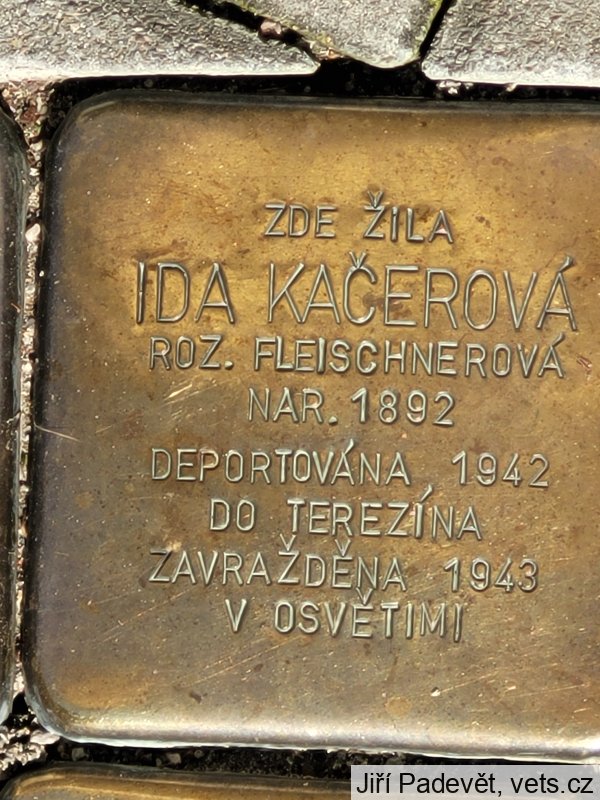 ZDE ŽILA
IDA KAČEROVÁ
ROZ. FLEISCHNEROVÁ
NAR. 1892
DEPORTOVÁNA 1942
DO TEREZÍNA
ZAVRAŽDĚNA 1943
V OSVĚTIMI
Jiří Padevět, vets.cz